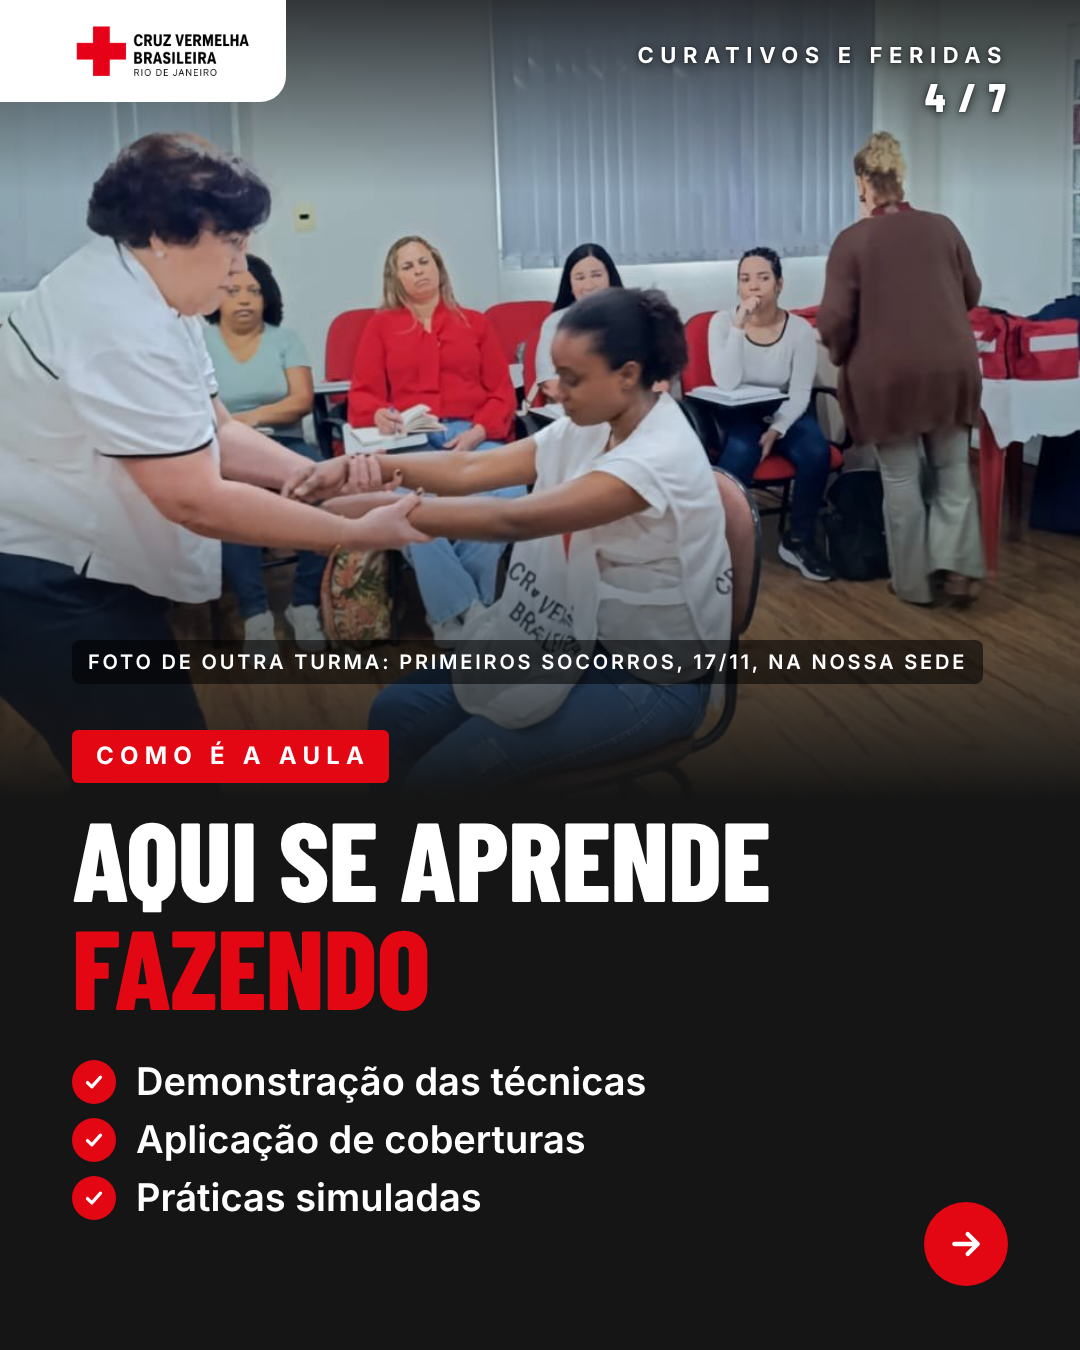 CRUZ VERMELHA
BRASILEIRA
RIO DE JANEIRO
CURATIVOS E FERIDAS
4 / 7
FOTO DE OUTRA TURMA: PRIMEIROS SOCORROS, 17/11, NA NOSSA SEDE
COMO É A AULA
AQUI SE APRENDE
FAZENDO
Demonstração das técnicas
Aplicação de coberturas
Práticas simuladas